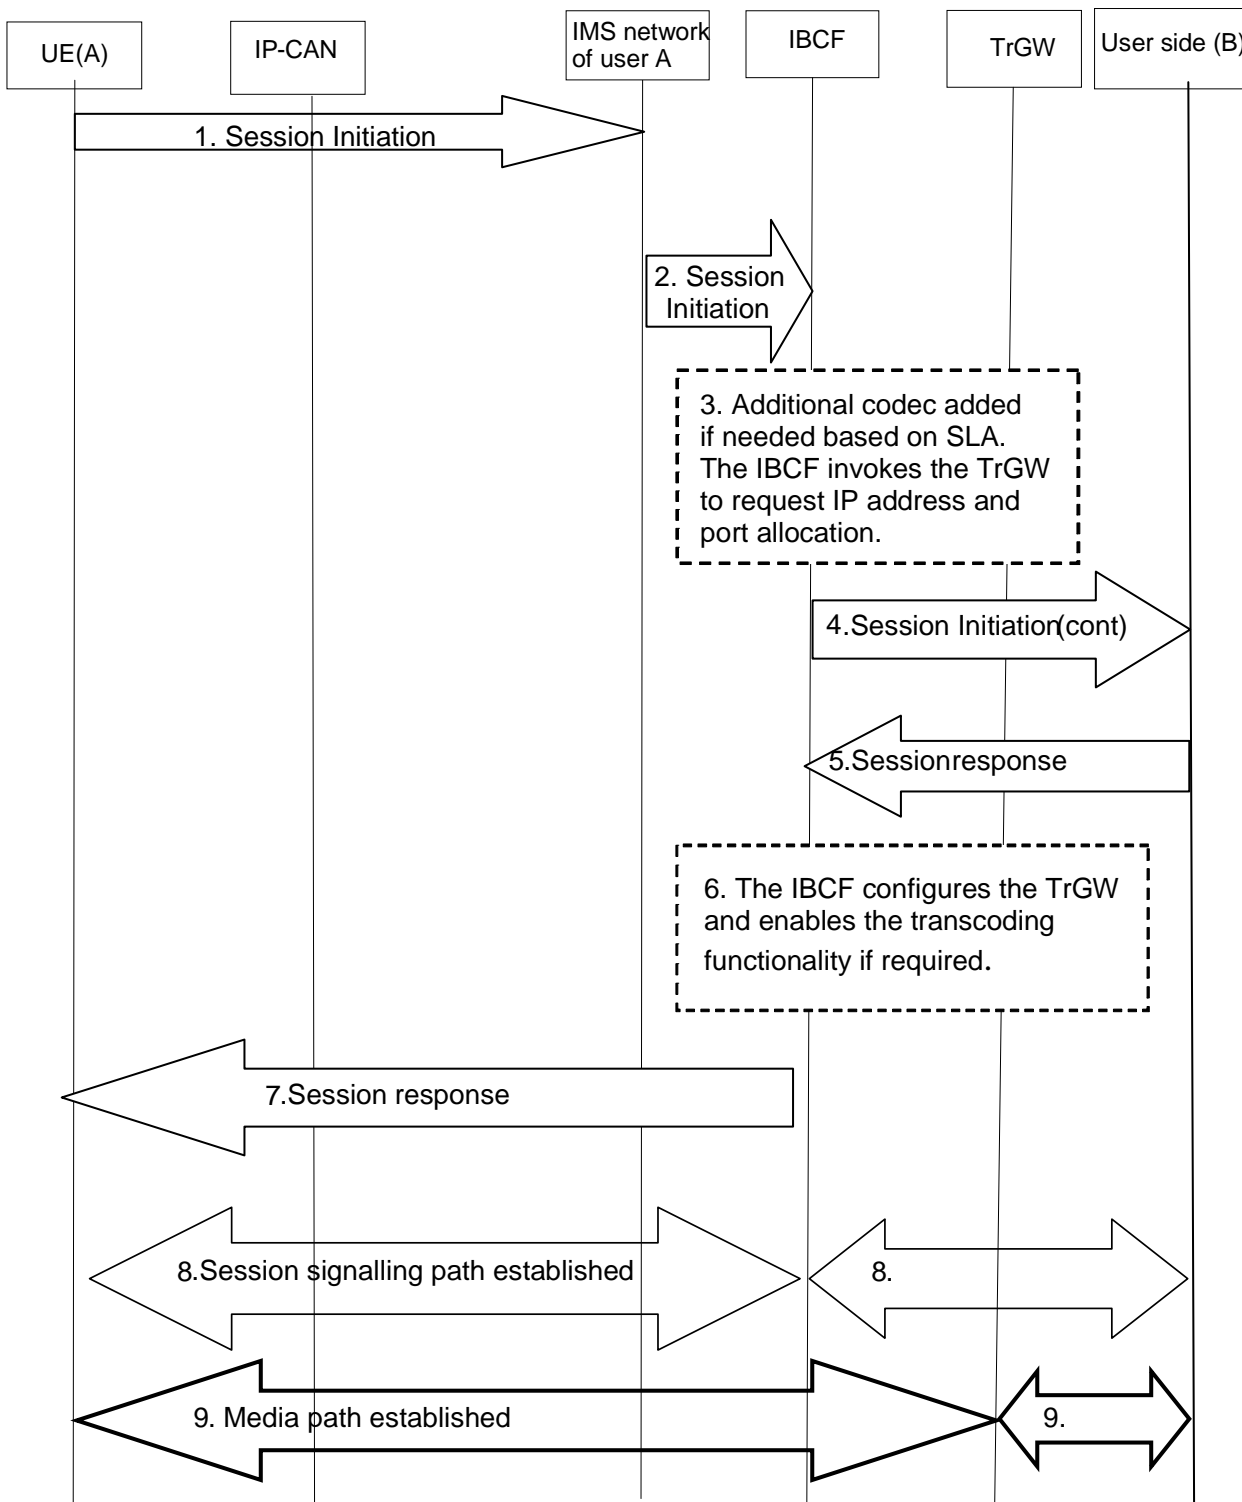 UE(A)
IP-CAN
IMS network
of user A
IBCF
TrGW
User side (B)
1. Session Initiation
2. Session
Initiation
3. Additional codec added
if needed based on SLA.
The IBCF invokes the TrGW
to request IP address and
port allocation.
4.Session Initiation(cont)
5.Sessionresponse
6. The IBCF configures the TrGW
and enables the transcoding
functionality if required.
7.Session response
8.Session signalling path established
8.
9. Media path established
9.